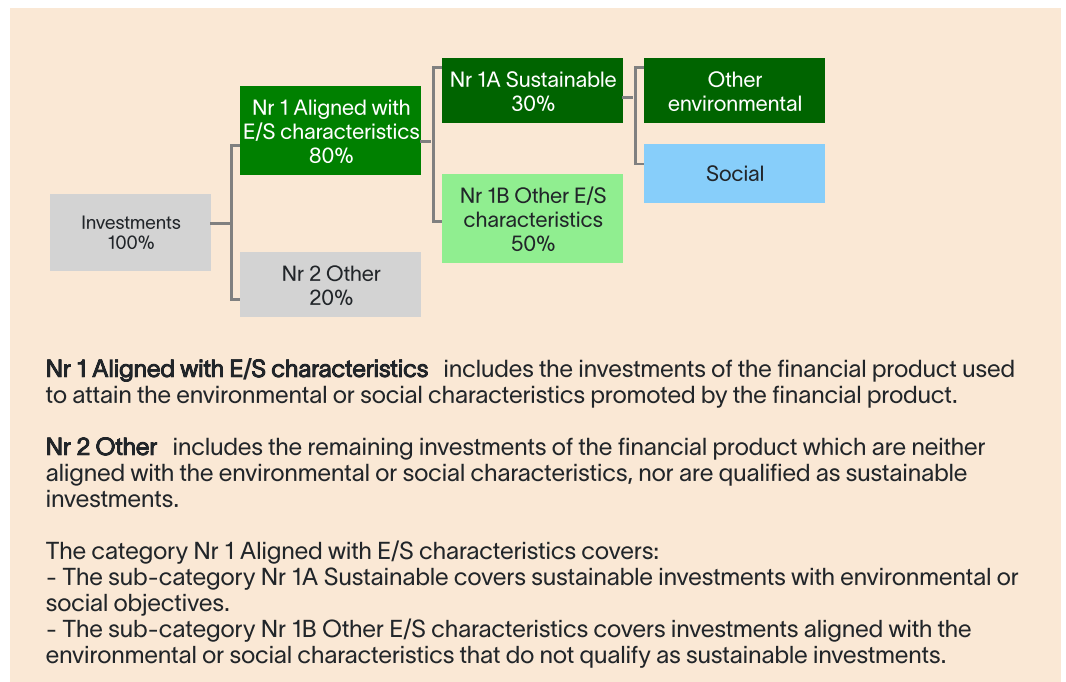 Nr 1A Sustainable
30%
Other
environmental
Nr 1 Aligned with
E/S characteristics
80%
Social
Nr 1B Other E/S
characteristics
50%
Investments
100%
Nr 2 Other
20%
Nr 1 Aligned with E/S characteristics includes the investments of the financial product used
to attain the environmental or social characteristics promoted by the financial product.
Nr 2 Other includes the remaining investments of the financial product which are neither
aligned with the environmental or social characteristics, nor are qualified as sustainable
investments.
The category Nr 1 Aligned with E/S characteristics covers:
- The sub-category Nr 1A Sustainable covers sustainable investments with environmental or
social objectives.
- The sub-category Nr 1B Other E/S characteristics covers investments aligned with the
environmental or social characteristics that do not qualify as sustainable investments.